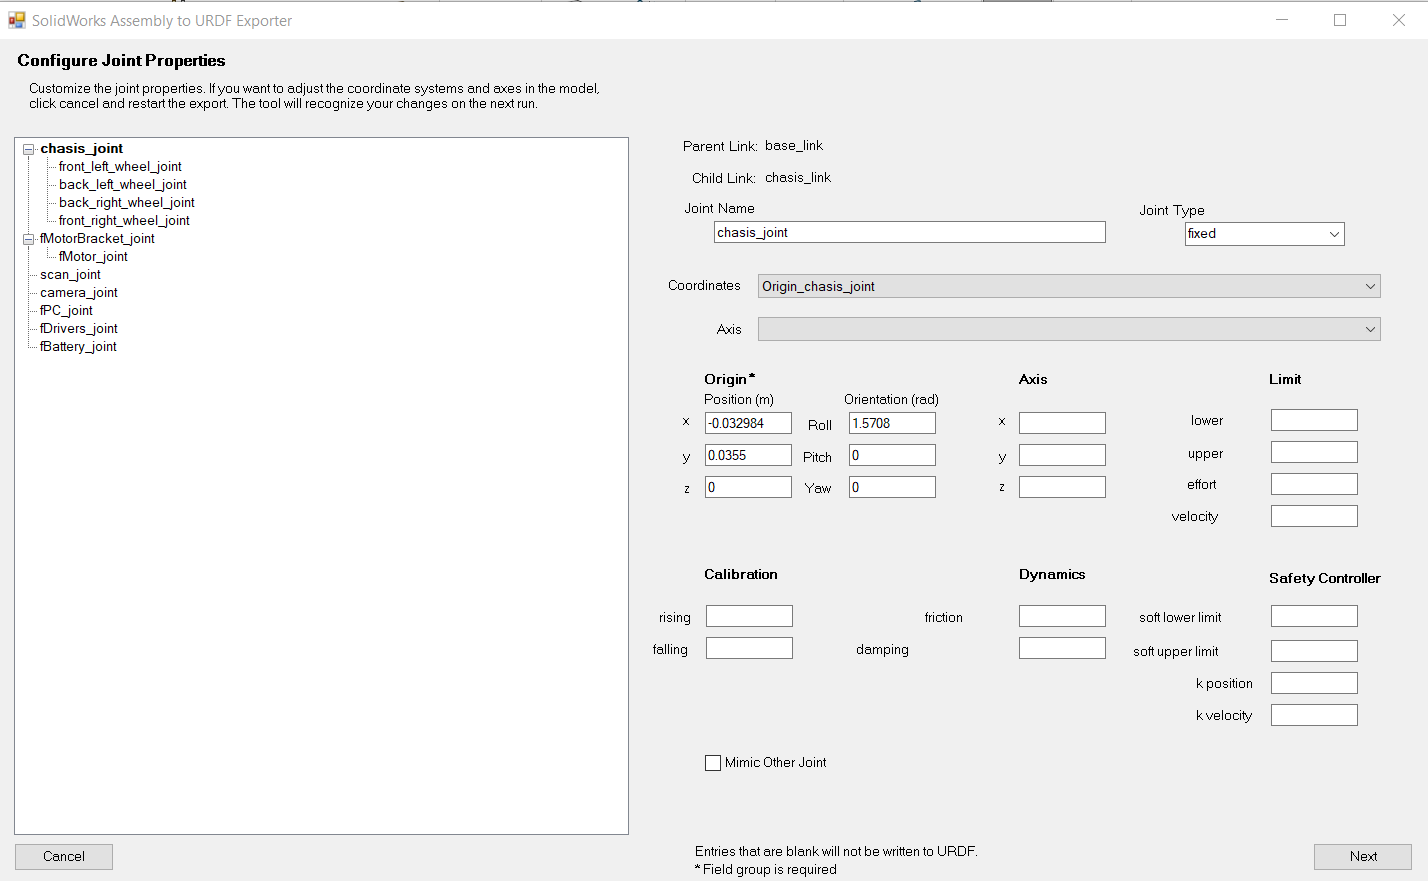 SolidWorks Assembly to URDF Exporter
Configure Joint Properties
Customize the joint properties. If you want to adjust the coordinate systems and axes in the model,
click cancel and restart the export. The tool will recognize your changes on the next run.
chasis_joint
front_left_wheel_joint
back_left_wheel_joint
back_right_wheel_joint
front_right_wheel_joint
fMotorBracket_joint
fMotor_joint
scan_joint
camera_joint
fPC_joint
fDrivers_joint
fBattery_joint
Parent Link: base_link
Child Link: chasis_link
Joint Name
chasis_joint
Joint Type
fixed
Coordinates Origin_chasis_joint
Axis
Origin* Axis Limit
Position (m) Orientation (rad)
x -0.032984 Roll 1.5708 x lower
y 0.0355 Pitch 0 y upper
z 0 Yaw 0 z effort
velocity
Calibration Dynamics Safety Controller
rising friction soft lower limit
falling damping soft upper limit
k position
k velocity
Mimic Other Joint
Cancel
Entries that are blank will not be written to URDF.
* Field group is required
Next